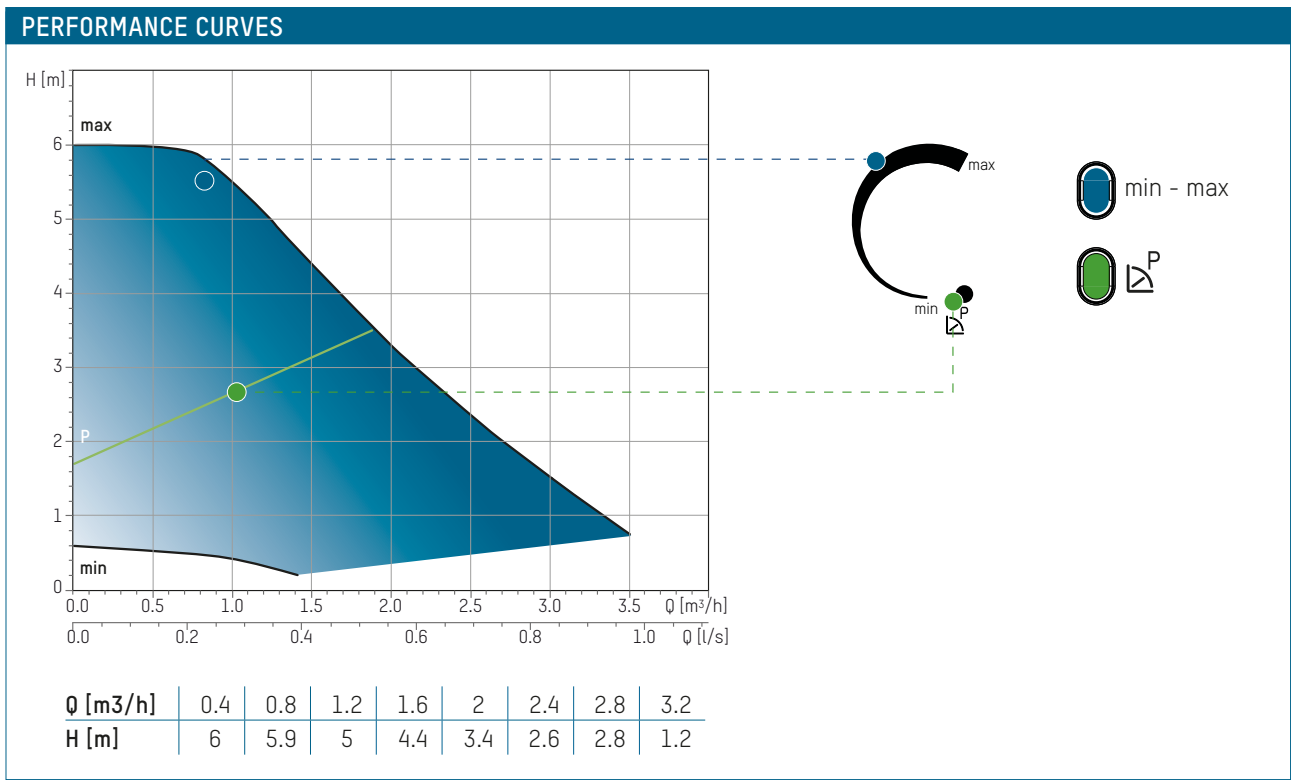 PERFORMANCE CURVES
H [m]
max
6
5
4
3
P
2
1
min
0
0.0 0.5 1.0 1.5 2.0 2.5 3.0 3.5 Q [m³/h]
0.0 0.2 0.4 0.6 0.8 1.0 Q [l/s]
max
min P
min - max
P
Q [m3/h] 0.4 0.8 1.2 1.6 2 2.4 2.8 3.2
H [m] 6 5.9 5 4.4 3.4 2.6 2.8 1.2